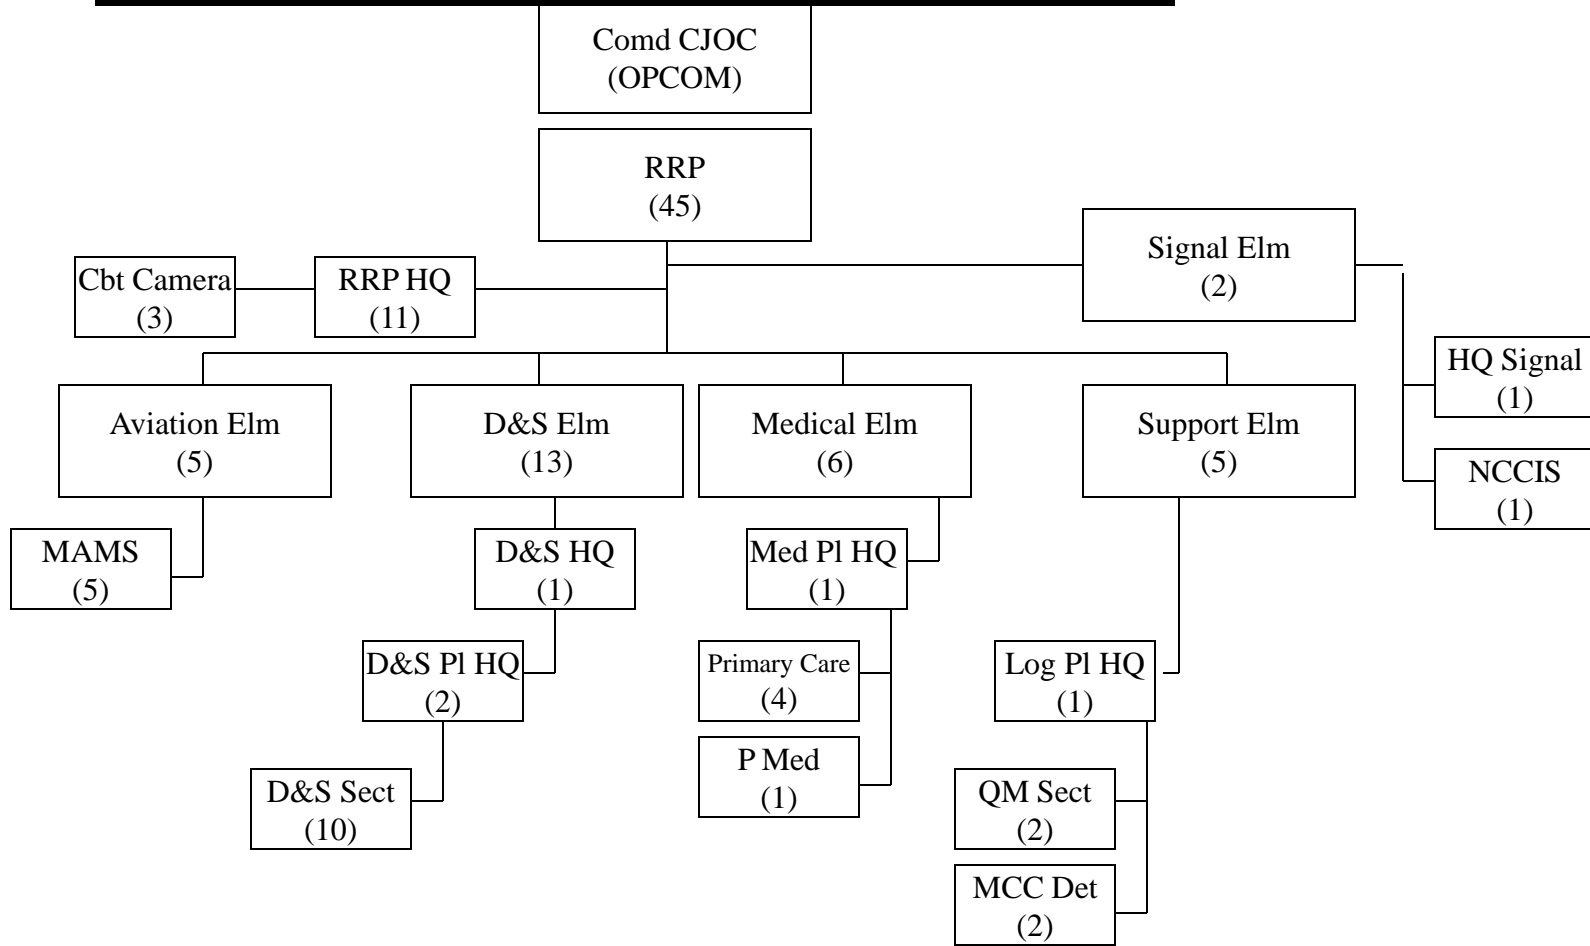 Comd CJOC
(OPCOM)
RRP
(45)
Signal Elm
(2)
Cbt Camera
(3)
RRP HQ
(11)
HQ Signal
(1)
NCCIS
(1)
Aviation Elm
(5)
D&S Elm
(13)
Medical Elm
(6)
Support Elm
(5)
MAMS
(5)
D&S HQ
(1)
Med Pl HQ
(1)
D&S Pl HQ
(2)
Primary Care
(4)
Log Pl HQ
(1)
P Med
(1)
D&S Sect
(10)
QM Sect
(2)
MCC Det
(2)